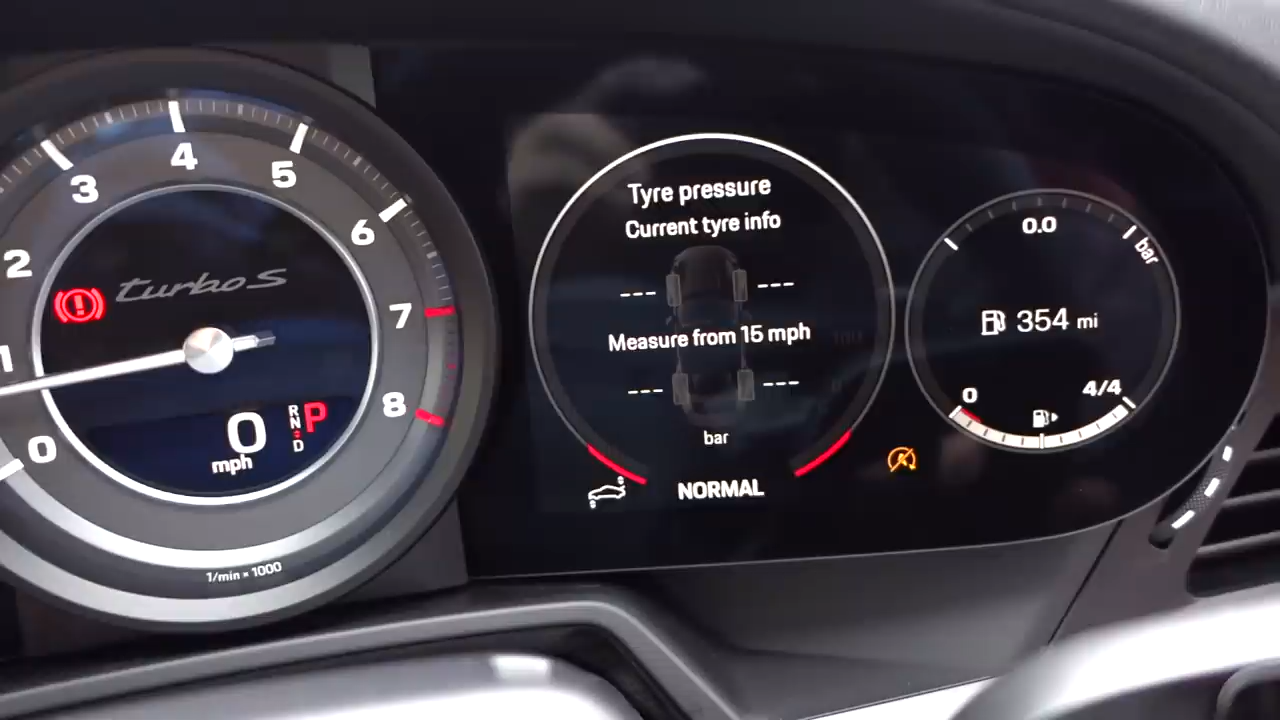 0
1
2
3
4
5
6
7
8
turbo S
0
mph
R
N
D
P
1/min × 1000
Tyre pressure
Current tyre info
--- ---
Measure from 15 mph
--- ---
bar
NORMAL
0.0
bar
354 mi
0
4/4